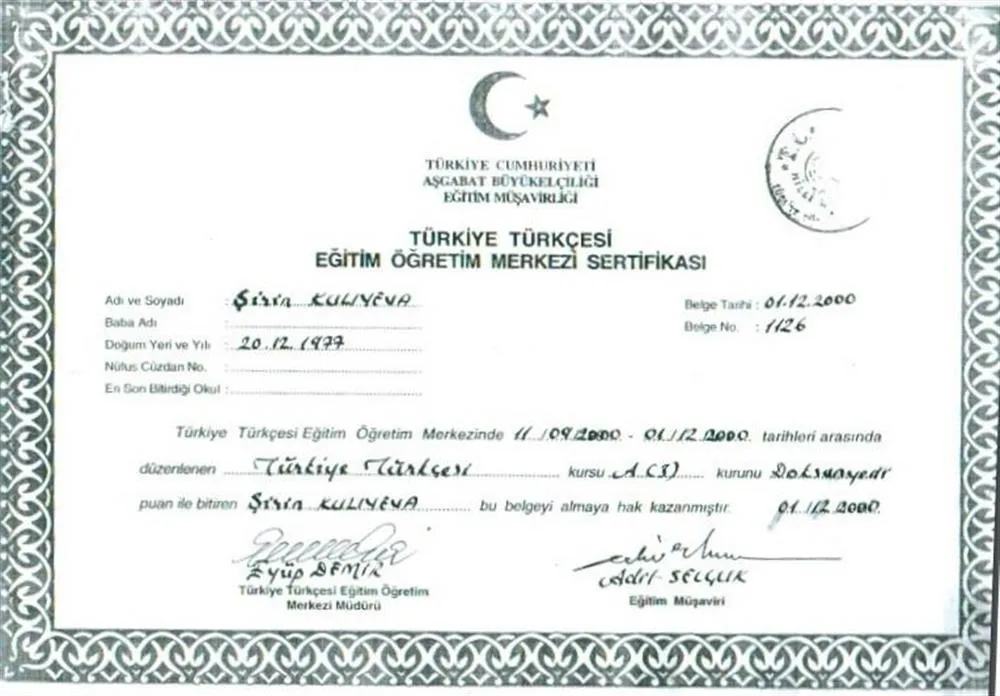 TÜRKİYE CUMHURİYETİ
AŞGABAT BÜYÜKELÇİLİĞİ
EĞİTİM MÜŞAVİRLİĞİ
T.C.
TÜRKİYE TÜRKÇESİ
EĞİTİM ÖĞRETİM MERKEZİ SERTİFİKASI
Adı ve Soyadı : Şirin KULIYEVA
Baba Adı :
Doğum Yeri ve Yılı : 20.12.1977
Nüfus Cüzdan No. :
En Son Bitirdiği Okul :
Belge Tarihi : 01.12.2000
Belge No. : 1126
Türkiye Türkçesi Eğitim Öğretim Merkezinde 11/09/2000 - 01/12/2000 tarihleri arasında
düzenlenen Türkiye Türkçesi kursu A(3) kurunu Doksanyedi
puan ile bitiren Şirin KULIYEVA bu belgeyi almaya hak kazanmıştır. 01/12/2000.
Eyüp DEMİR
Türkiye Türkçesi Eğitim Öğretim
Merkezi Müdürü
Adil SELÇUK
Eğitim Müşaviri